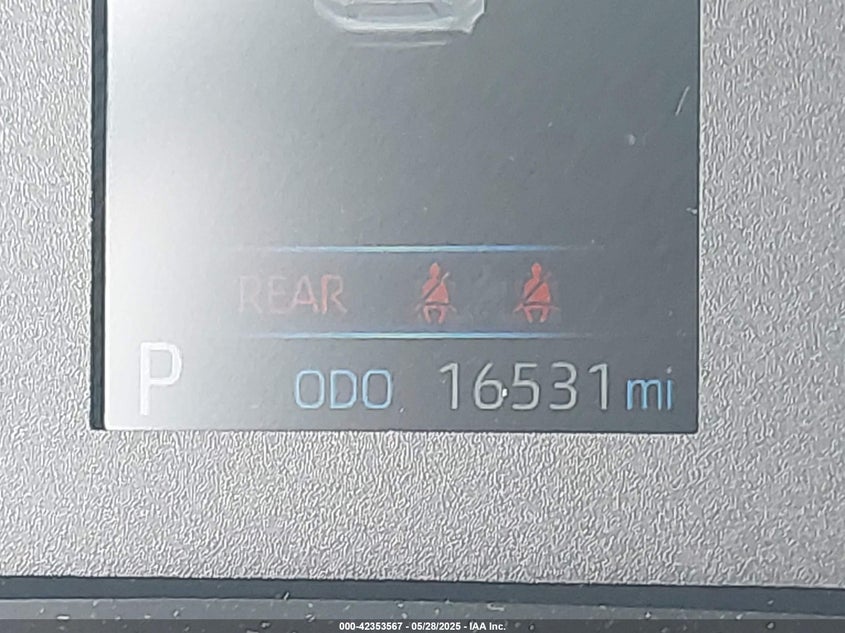 REAR
P ODO 16531 mi
000-42353567 - 05/28/2025 - IAA Inc.